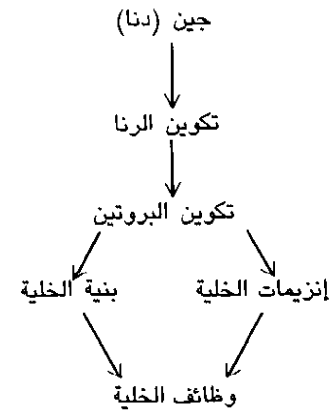 جين (دنا)
تكوين الرنا
تكوين البروتين
إنزيمات الخلية
بنية الخلية
وظائف الخلية